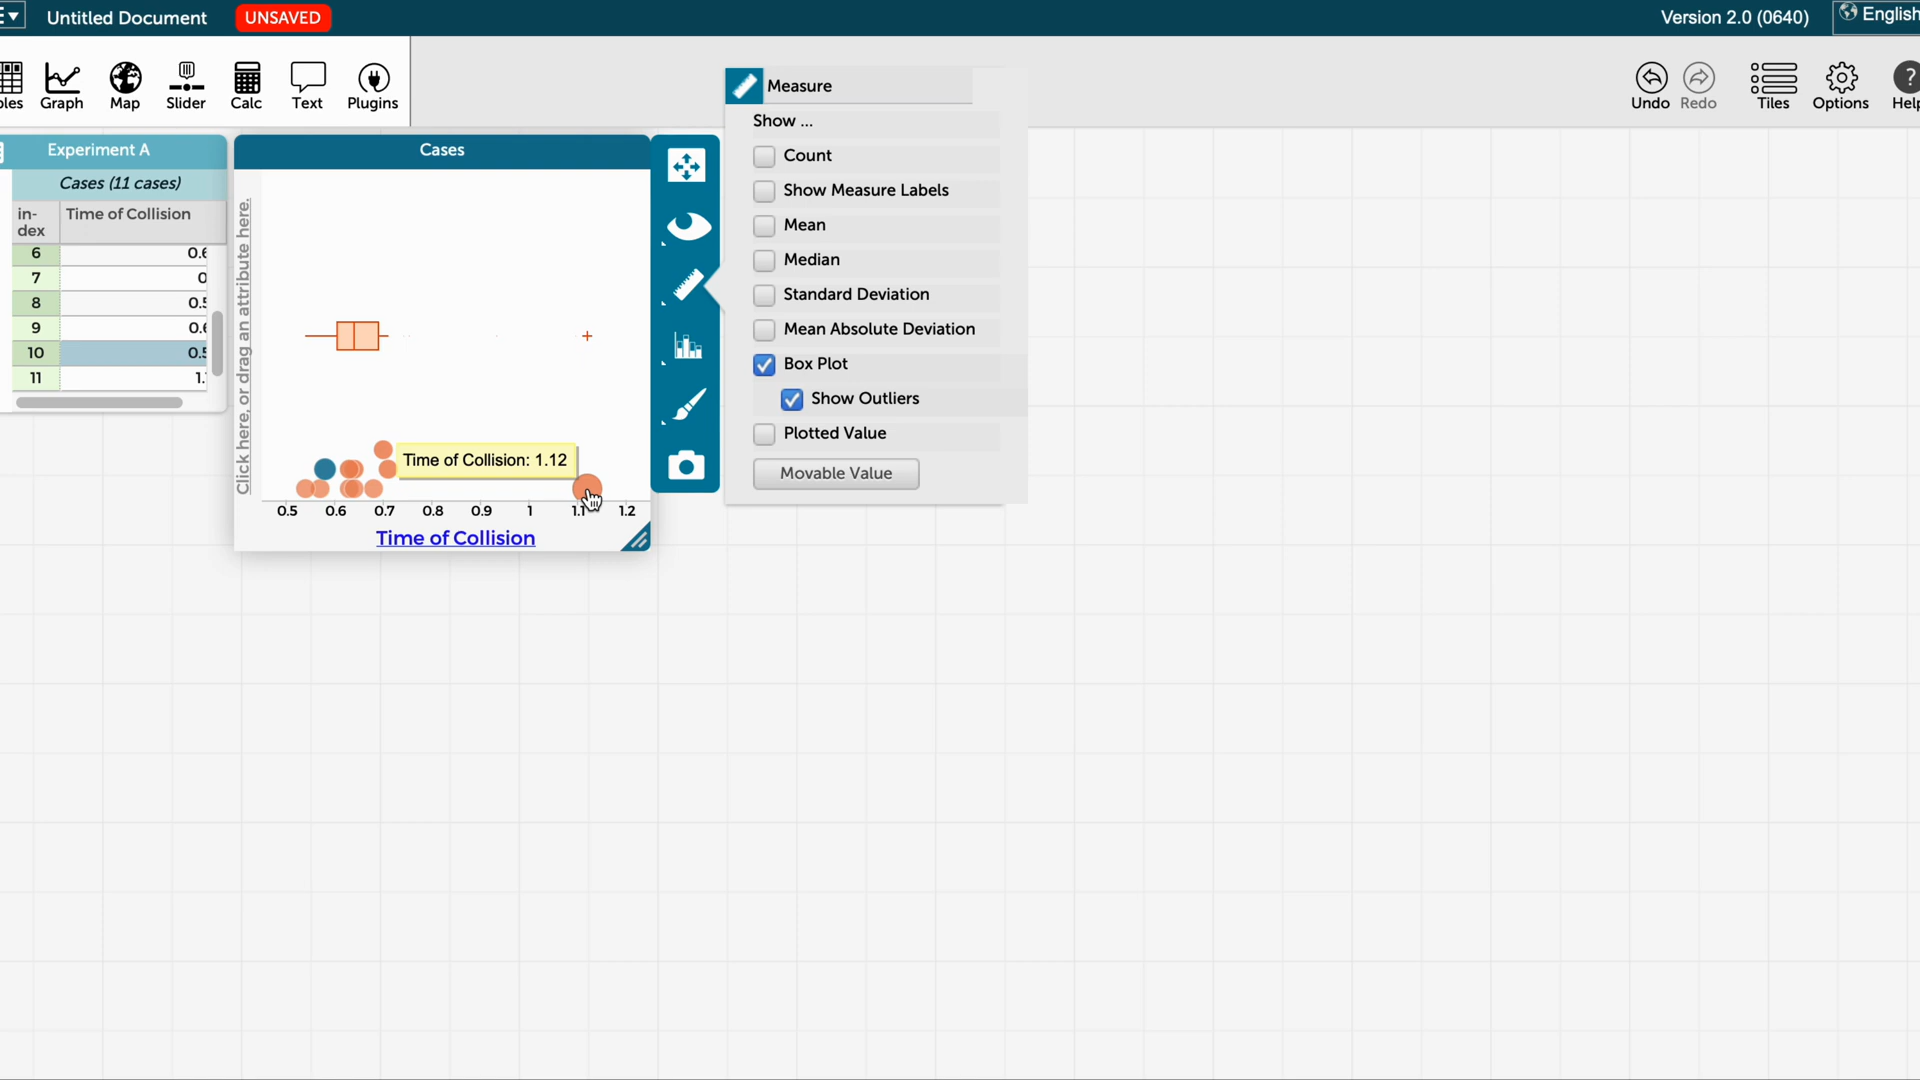 Untitled Document
UNSAVED
Version 2.0 (0640)
English
Graph
Map
Slider
Calc
Text
Plugins
Undo
Redo
Tiles
Options
Measure
Show ...
Count
Show Measure Labels
Mean
Median
Standard Deviation
Mean Absolute Deviation
Box Plot
Show Outliers
Plotted Value
Movable Value
Experiment A
Cases (11 cases)
in-
dex
Time of Collision
6
7
8
9
10
11
Cases
Click here, or drag an attribute here.
Time of Collision: 1.12
0.5 0.6 0.7 0.8 0.9 1 1.2
Time of Collision